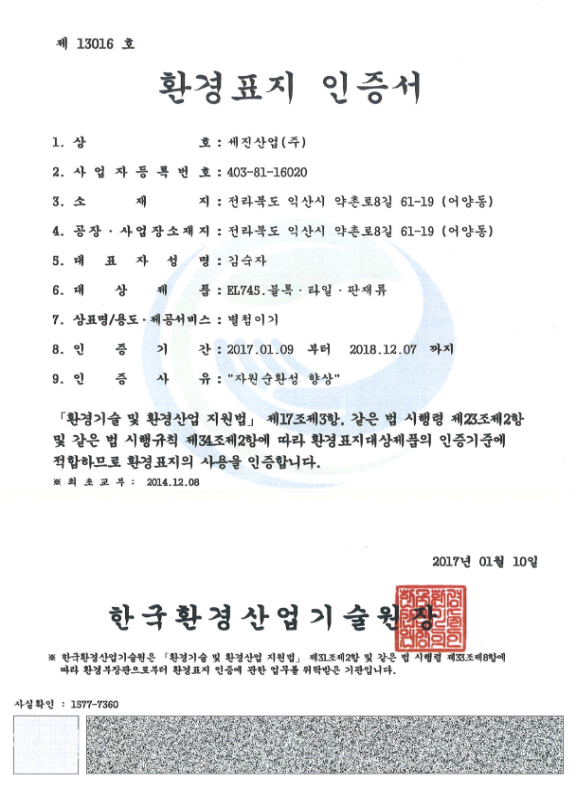 제 13016 호
환경표지 인증서
1. 상 호 : 세진산업(주)
2. 사 업 자 등 록 번 호 : 403-81-16020
3. 소 재 지 : 전라북도 익산시 약촌로8길 61-19 (어양동)
4. 공장 · 사업장소재지 : 전라북도 익산시 약촌로8길 61-19 (어양동)
5. 대 표 자 성 명 : 김숙자
6. 대 상 제 품 : EL745.블록 · 타일 · 판재류
7. 상표명/용도 · 제공서비스 : 별첨이기
8. 인 증 기 간 : 2017.01.09 부터 2018.12.07 까지
9. 인 증 사 유 : "자원순환성 향상"
「환경기술 및 환경산업 지원법」 제17조제3항, 같은 법 시행령 제23조제2항
및 같은 법 시행규칙 제34조제2항에 따라 환경표지대상제품의 인증기준에
적합하므로 환경표지의 사용을 인증합니다.
※ 최 초 교 부 : 2014.12.08
2017년 01월 10일
한국환경산업기술원장
※ 한국환경산업기술원은 「환경기술 및 환경산업 지원법」 제31조제2항 및 같은 법 시행령 제33조제8항에
따라 환경부장관으로부터 환경표지 인증에 관한 업무를 위탁받은 기관입니다.
사실확인 : 1577-7360